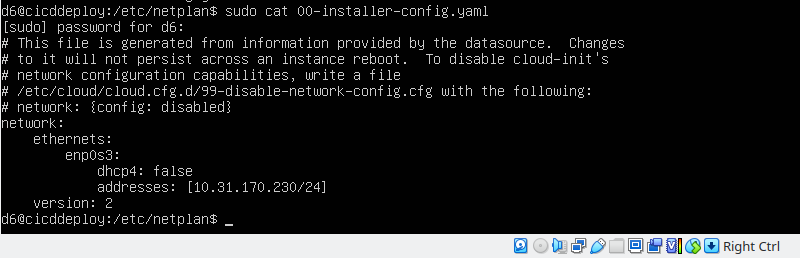 d6@cicddeploy:/etc/netplan$ sudo cat 00-installer-config.yaml
[sudo] password for d6:
# This file is generated from information provided by the datasource.  Changes
# to it will not persist across an instance reboot.  To disable cloud-init's
# network configuration capabilities, write a file
# /etc/cloud/cloud.cfg.d/99-disable-network-config.cfg with the following:
# network: {config: disabled}
network:
    ethernets:
        enp0s3:
            dhcp4: false
            addresses: [10.31.170.230/24]
    version: 2
d6@cicddeploy:/etc/netplan$ _
Right Ctrl